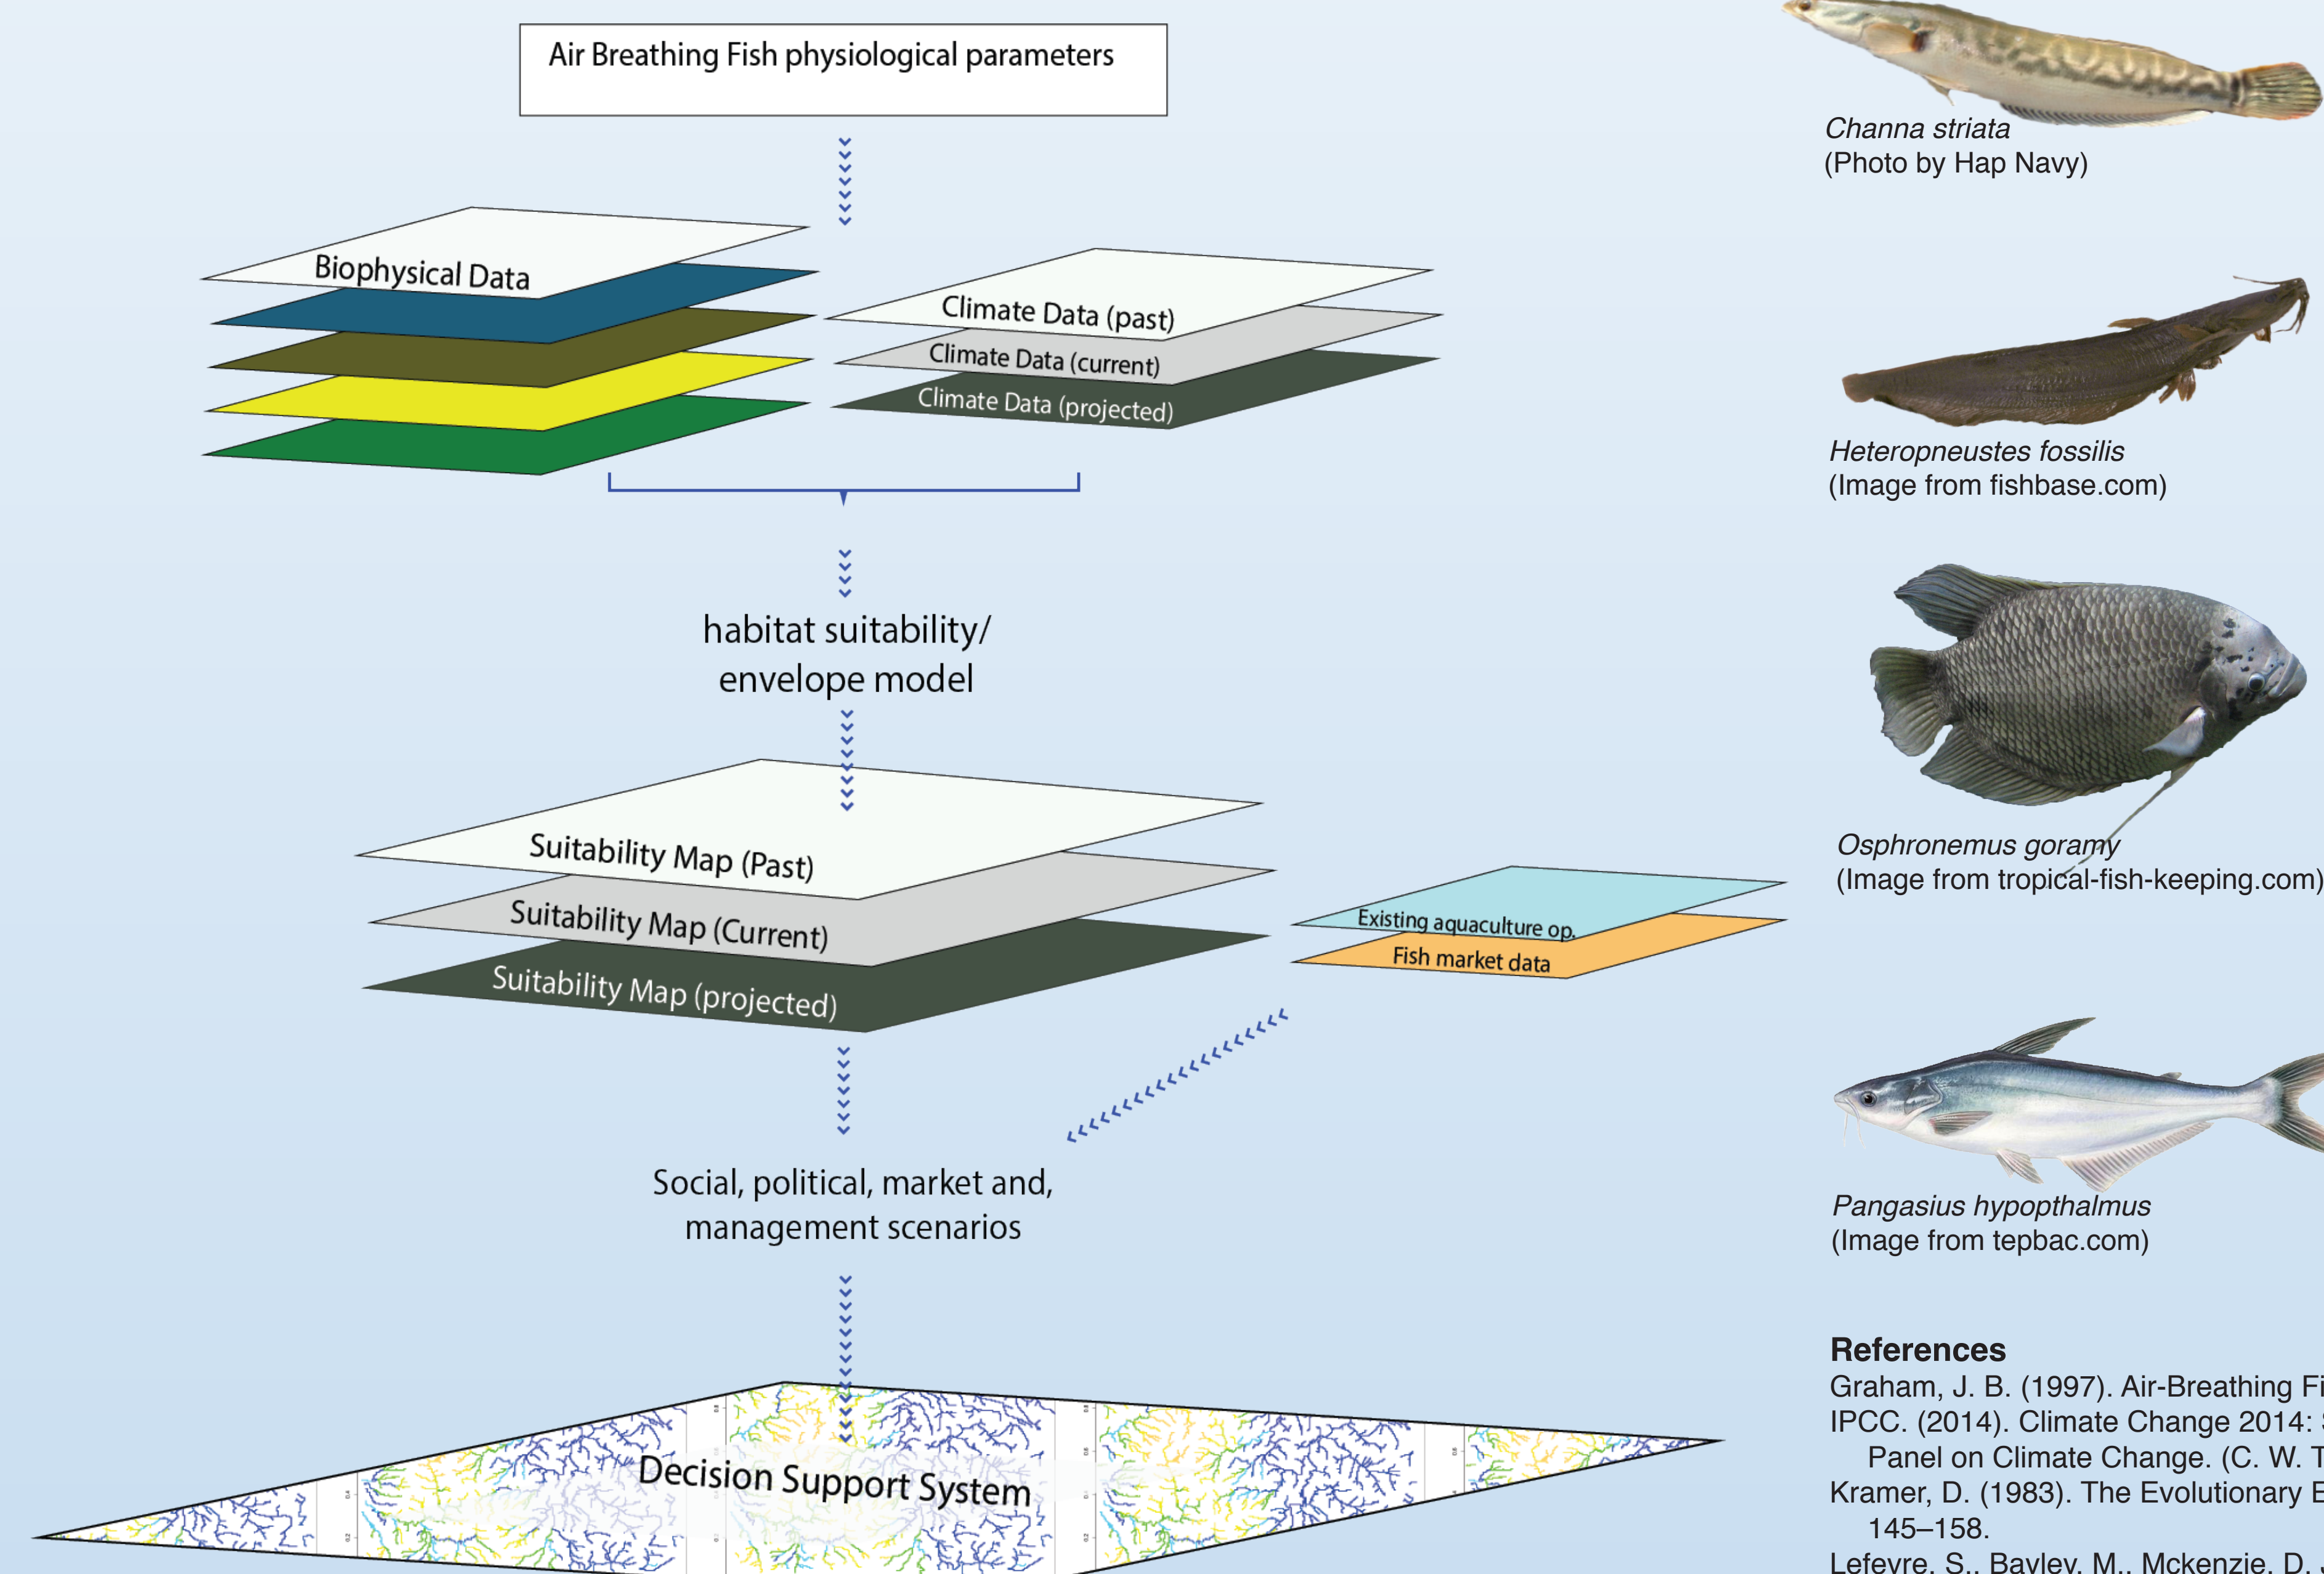 Air Breathing Fish physiological parameters
Biophysical Data
Climate Data (past)
Climate Data (current)
Climate Data (projected)
habitat suitability/
envelope model
Suitability Map (Past)
Suitability Map (Current)
Suitability Map (projected)
Existing aquaculture op.
Fish market data
Social, political, market and,
management scenarios
Decision Support System
Channa striata
(Photo by Hap Navy)
Heteropneustes fossilis
(Image from fishbase.com)
Osphronemus goramy
(Image from tropical-fish-keeping.com)
Pangasius hypopthalmus
(Image from tepbac.com)
References
Graham, J. B. (1997). Air-Breathing
IPCC. (2014). Climate Change 2014:
Panel on Climate Change. (C. W.
Kramer, D. (1983). The Evolutionary
145–158.
Lefevre, S., Bayley, M., Mckenzie, D.